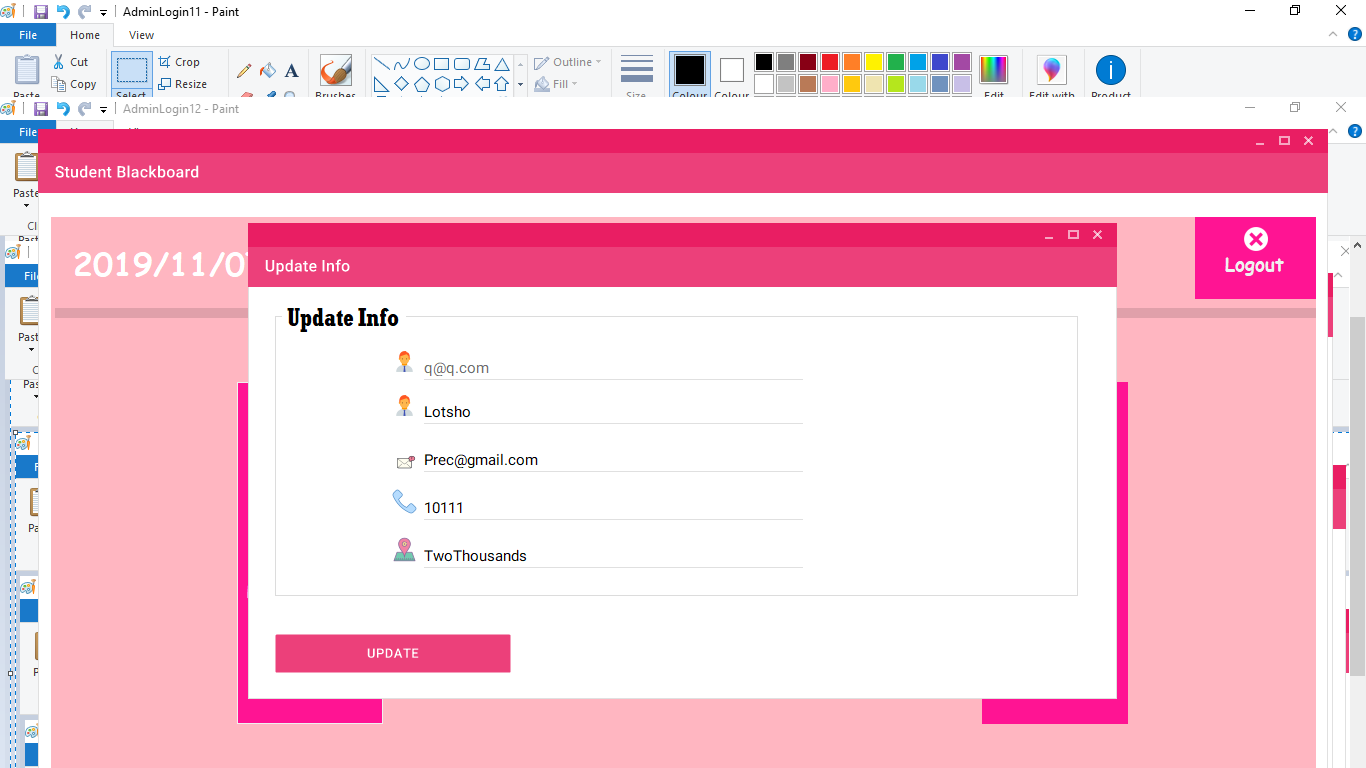 AdminLogin11 - Paint
File Home View
Cut Crop Outline
Paste Copy Select Resize Brushes Fill Size Colour Colour Edit Edit with Product
AdminLogin12 - Paint
File
Student Blackboard
Paste
2019/11/0
Update Info
Logout
Update Info
q@q.com
Lotsho
Prec@gmail.com
10111
TwoThousands
UPDATE